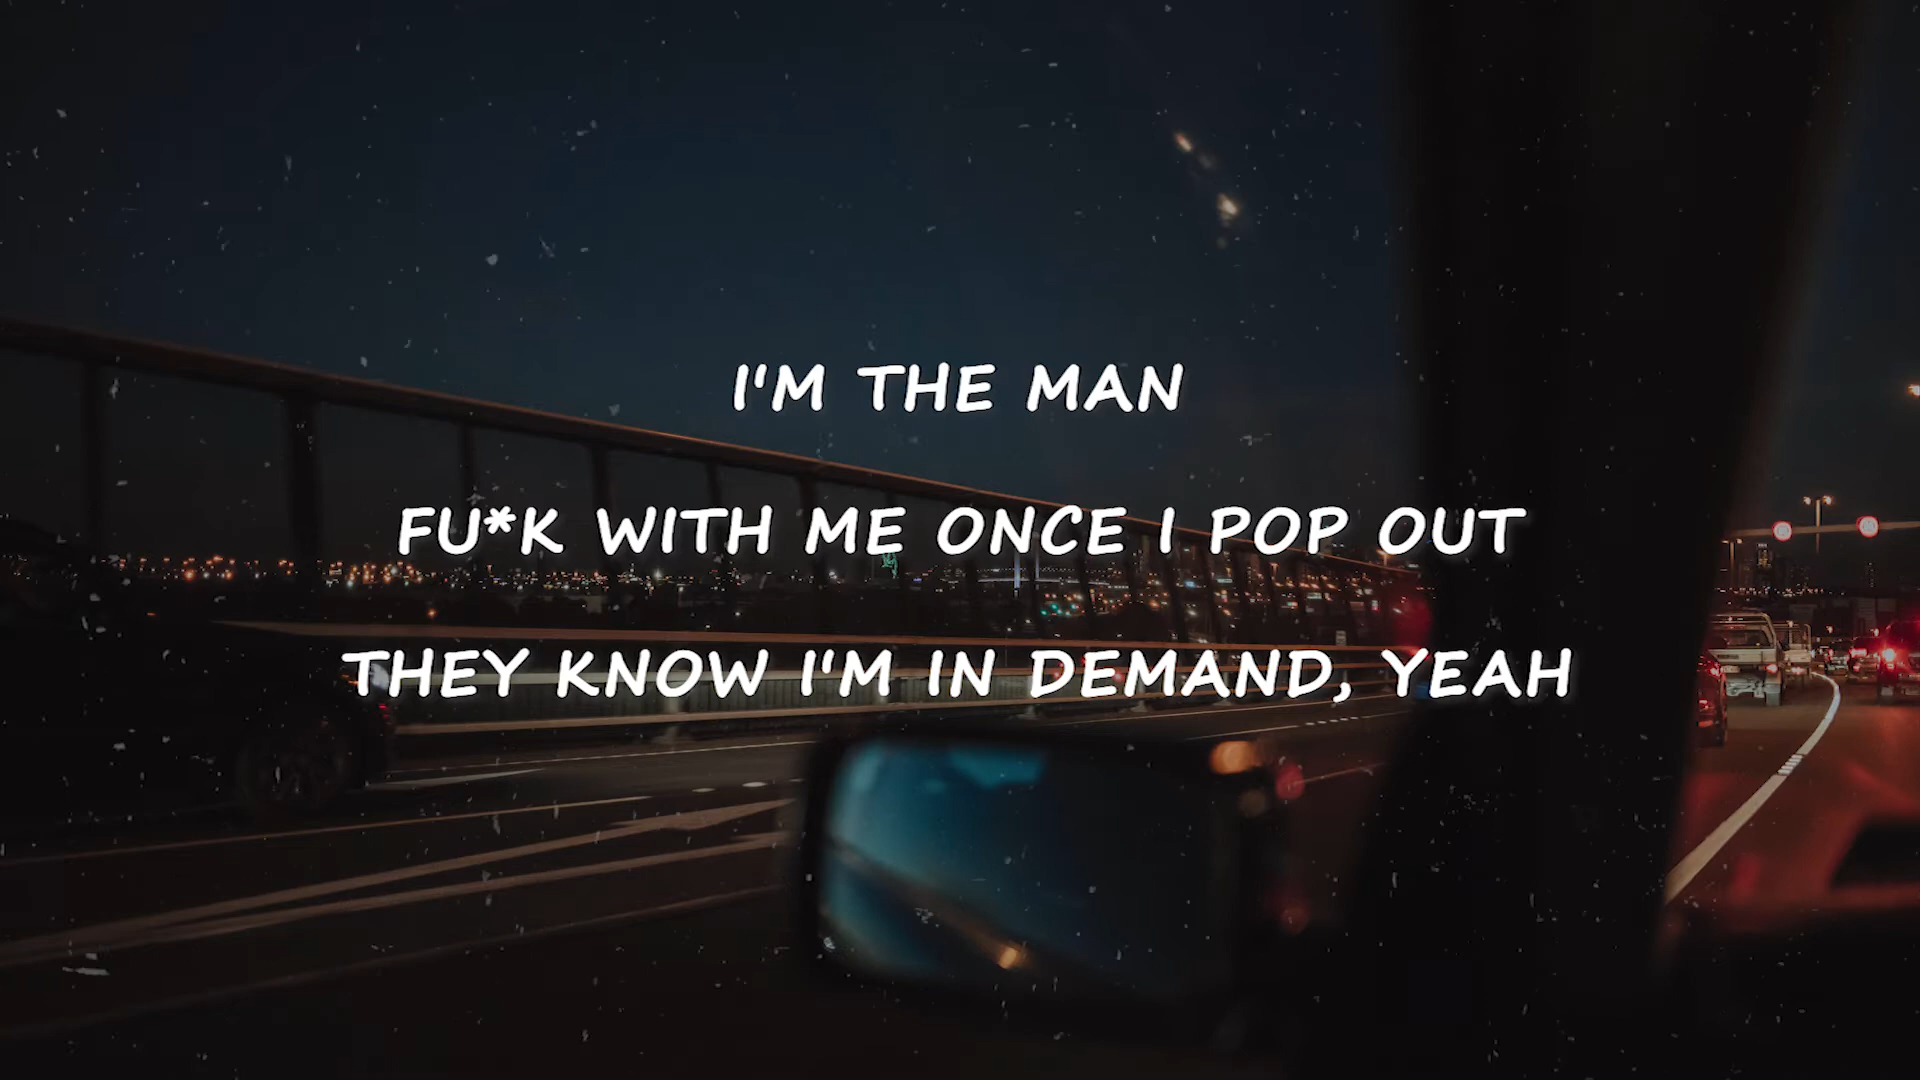 I'M THE MAN
FU*K WITH ME ONCE I POP OUT
THEY KNOW I'M IN DEMAND, YEAH